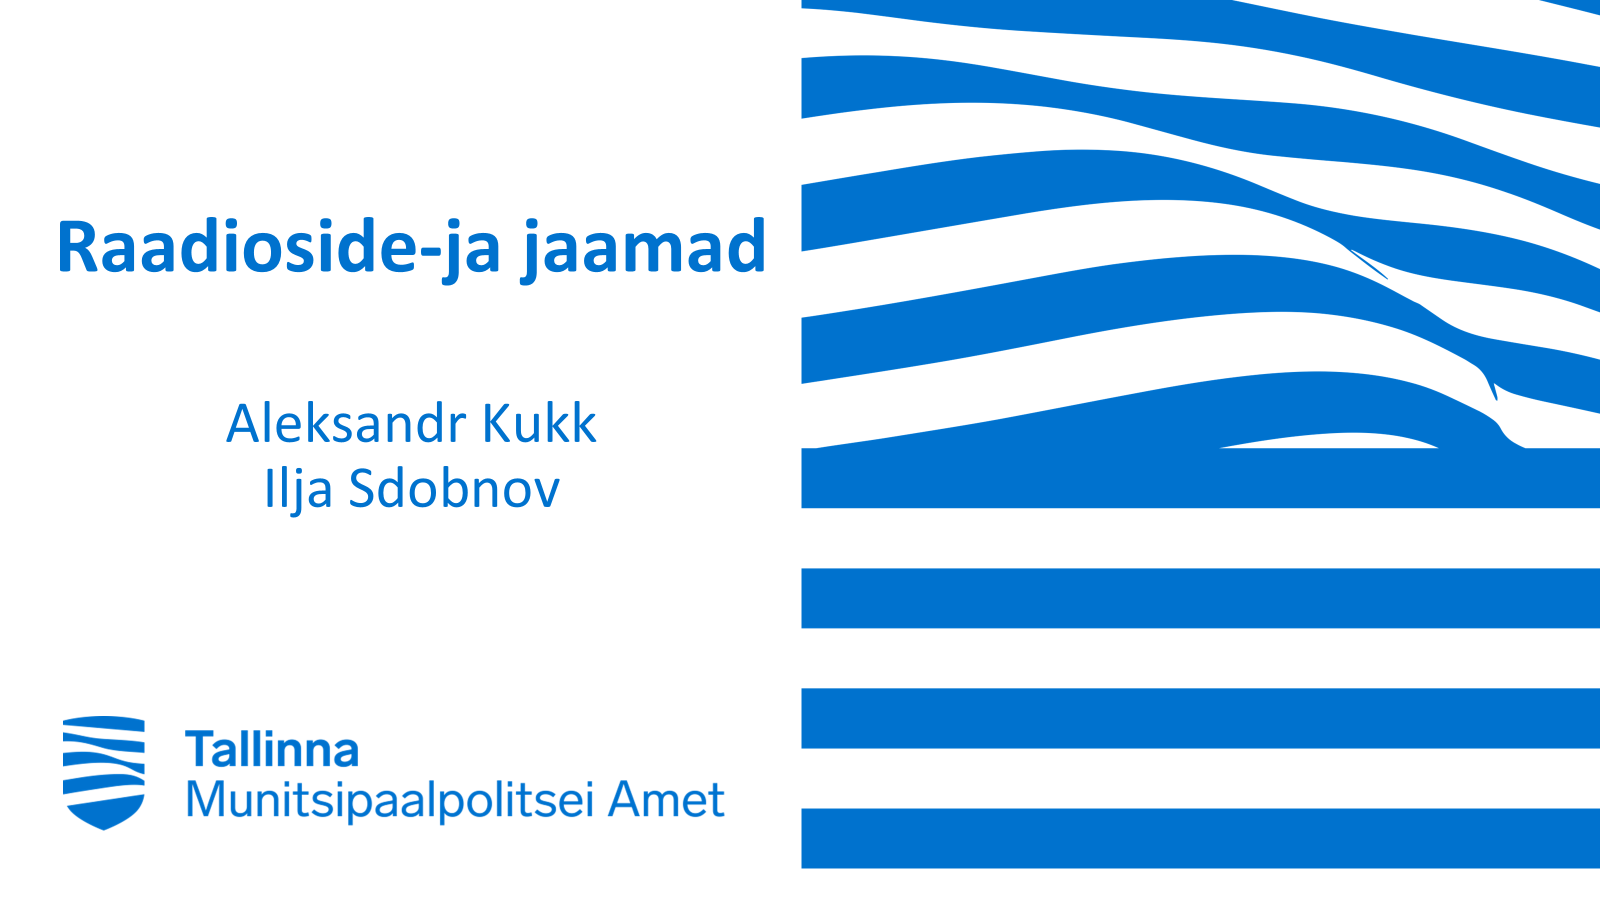 Raadioside-ja jaamad
Aleksandr Kukk
Ilja Sdobnov
Tallinna
Munitsipaalpolitsei Amet